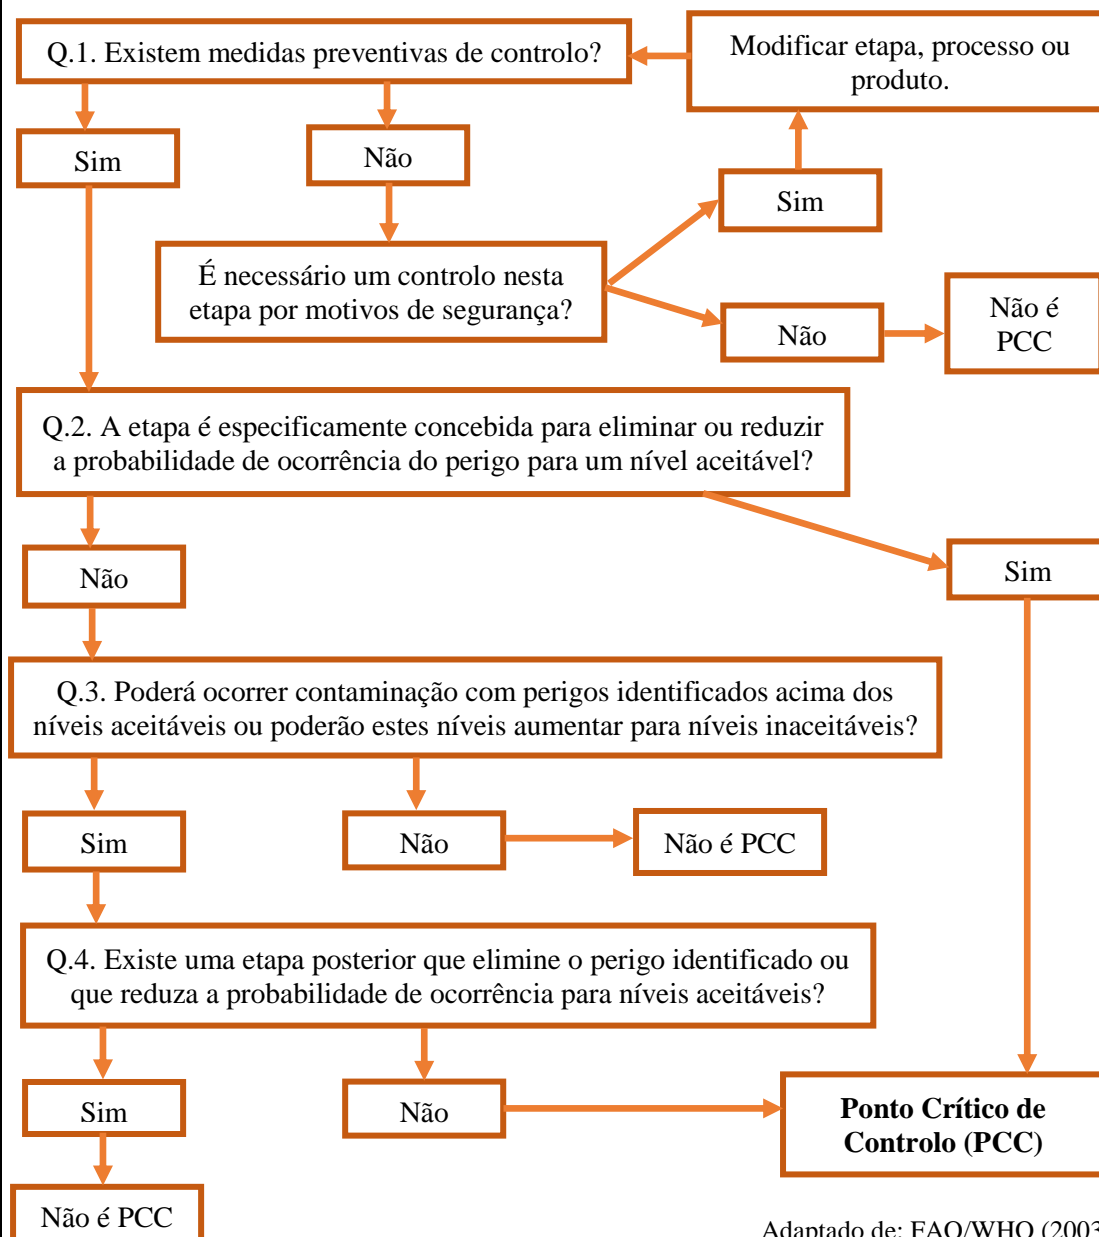 Q.1. Existem medidas preventivas de controlo?
Modificar etapa, processo ou
produto.
Sim
Não
Sim
É necessário um controlo nesta
etapa por motivos de segurança?
Não
Não é
PCC
Q.2. A etapa é especificamente concebida para eliminar ou reduzir
a probabilidade de ocorrência do perigo para um nível aceitável?
Não
Sim
Q.3. Poderá ocorrer contaminação com perigos identificados acima dos
níveis aceitáveis ou poderão estes níveis aumentar para níveis inaceitáveis?
Sim
Não
Não é PCC
Q.4. Existe uma etapa posterior que elimine o perigo identificado ou
que reduza a probabilidade de ocorrência para níveis aceitáveis?
Sim
Não
Ponto Crítico de
Controlo (PCC)
Não é PCC
Adaptado de: FAO/WHO (2003